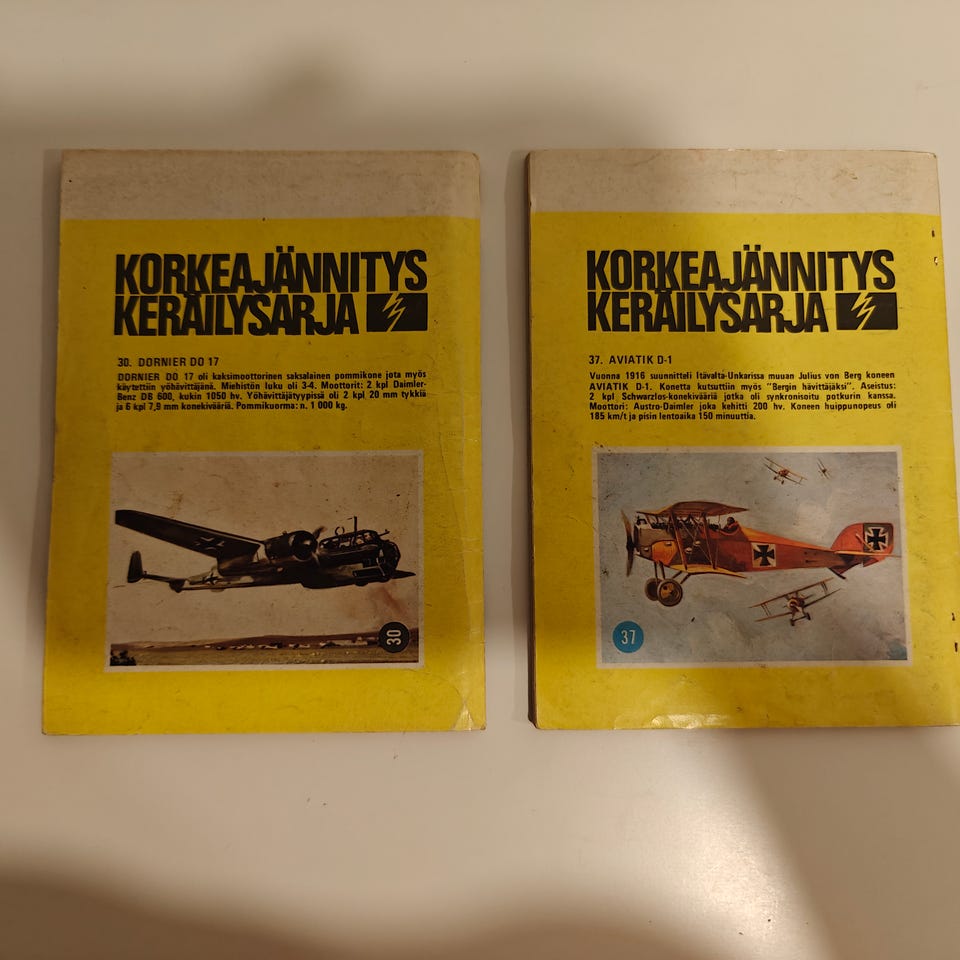 KORKEAJÄNNITYS
KERÄILYSARJA
30. DORNIER DO 17
DORNIER DO 17 oli kaksimoottorinen saksalainen pommikone jota myös
käytettiin yöhävittäjänä. Miehistön luku oli 3-4. Moottorit: 2 kpl Daimler-
Benz DB 600, kukin 1050 hv. Yöhävittäjätyypissä oli 2 kpl 20 mm tykkiä
ja 6 kpl 7,9 mm konekivääriä. Pommikuorma: n. 1 000 kg.
30
KORKEAJÄNNITYS
KERÄILYSARJA
37. AVIATIK D-1
Vuonna 1916 suunnitteli Itävalta-Unkarissa muuan Julius von Berg koneen
AVIATIK D-1. Konetta kutsuttiin myös "Bergin hävittäjäksi". Aseistus:
2 kpl Schwarzlos-konekivääriä jotka oli synkronisoitu potkurin kanssa.
Moottori: Austro-Daimler joka kehitti 200 hv. Koneen huippunopeus oli
185 km/t ja pisin lentoaika 150 minuuttia.
37